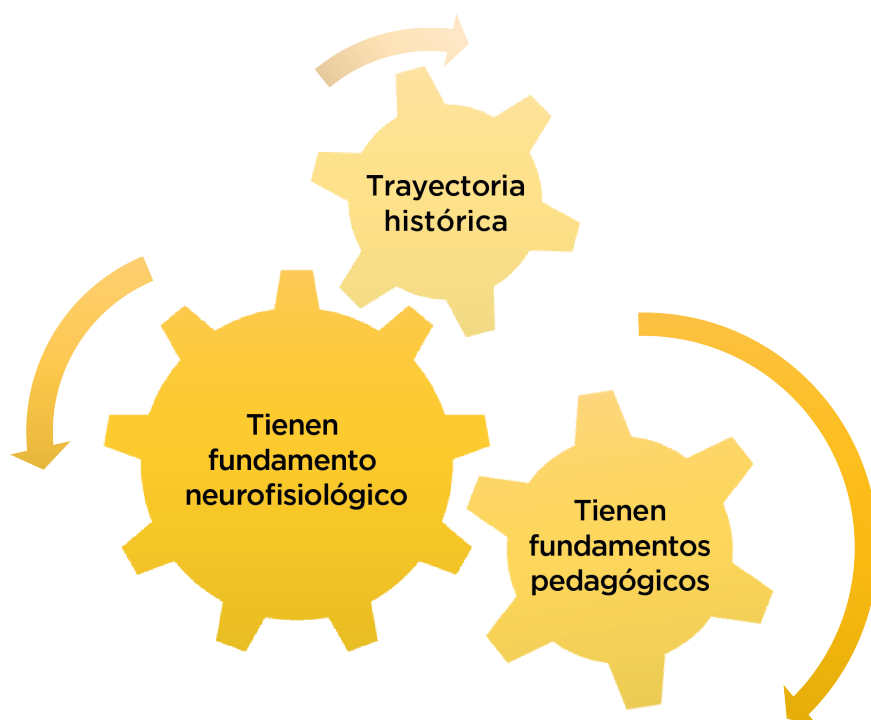 Trayectoria
histórica
Tienen
fundamento
neurofisiológico
Tienen
fundamentos
pedagógicos